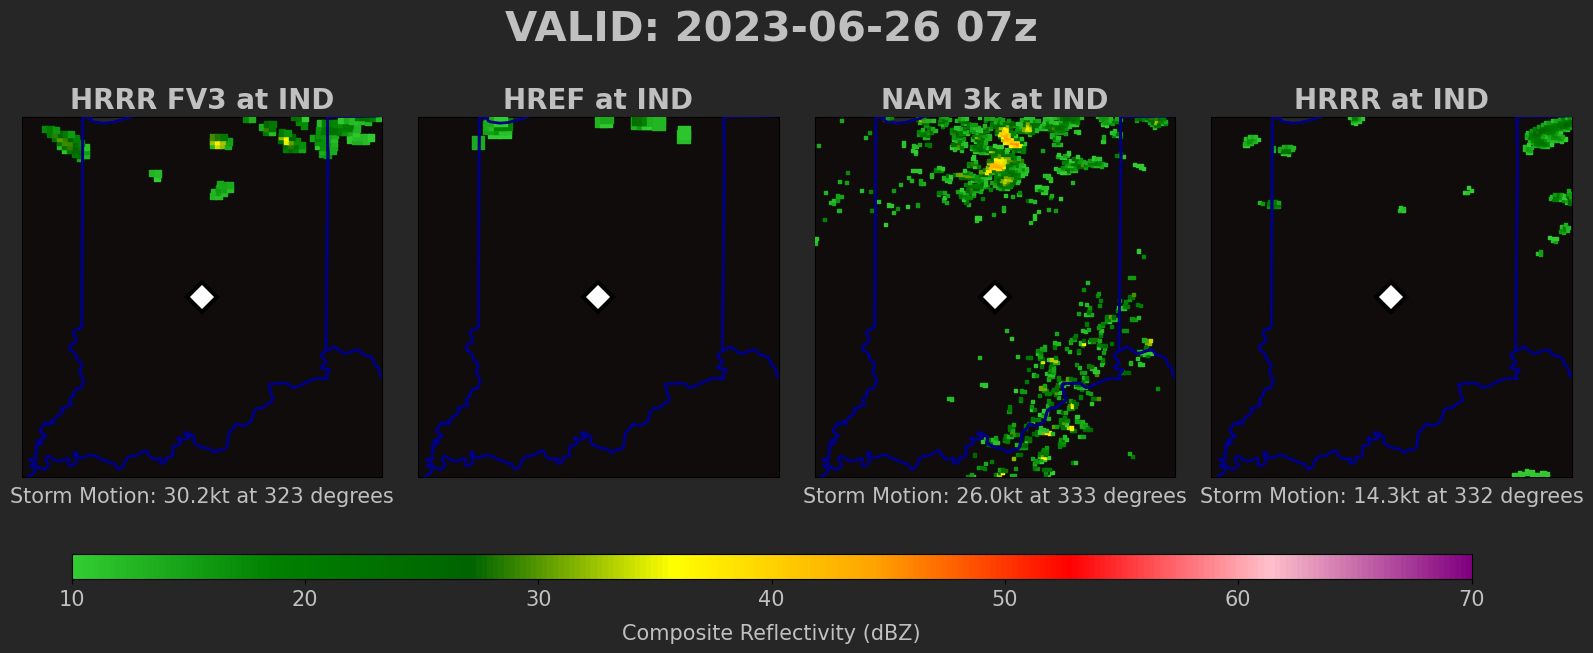 VALID: 2023-06-26 07z
HRRR FV3 at IND
HREF at IND
NAM 3k at IND
HRRR at IND
Storm Motion: 30.2kt at 323 degrees
Storm Motion: 26.0kt at 333 degrees
Storm Motion: 14.3kt at 332 degrees
10 20 30 40 50 60 70
Composite Reflectivity (dBZ)